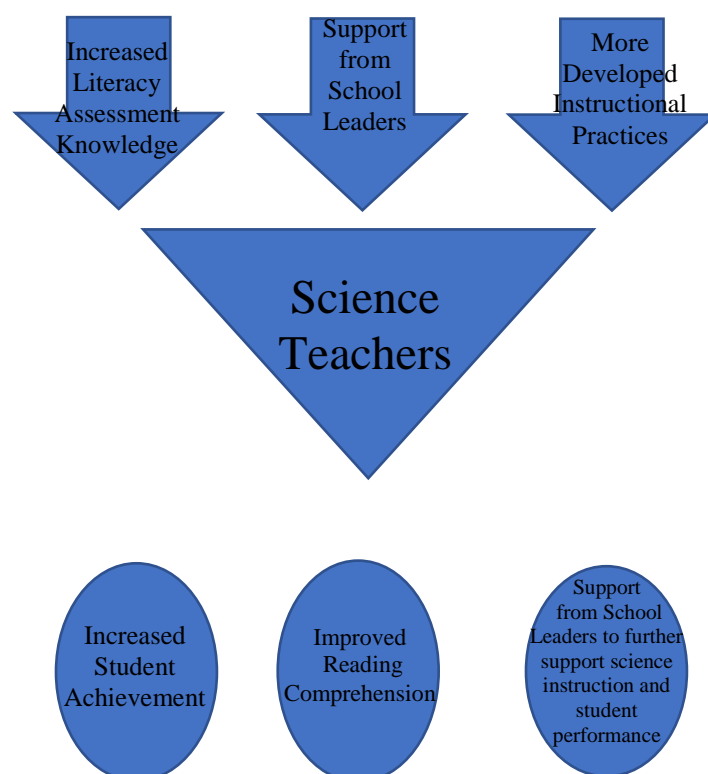 Increased
Literacy
Assessment
Knowledge
Support
from
School
Leaders
More
Developed
Instructional
Practices
Science
Teachers
Increased
Student
Achievement
Improved
Reading
Comprehension
Support
from School
Leaders to further
support science
instruction and
student
performance